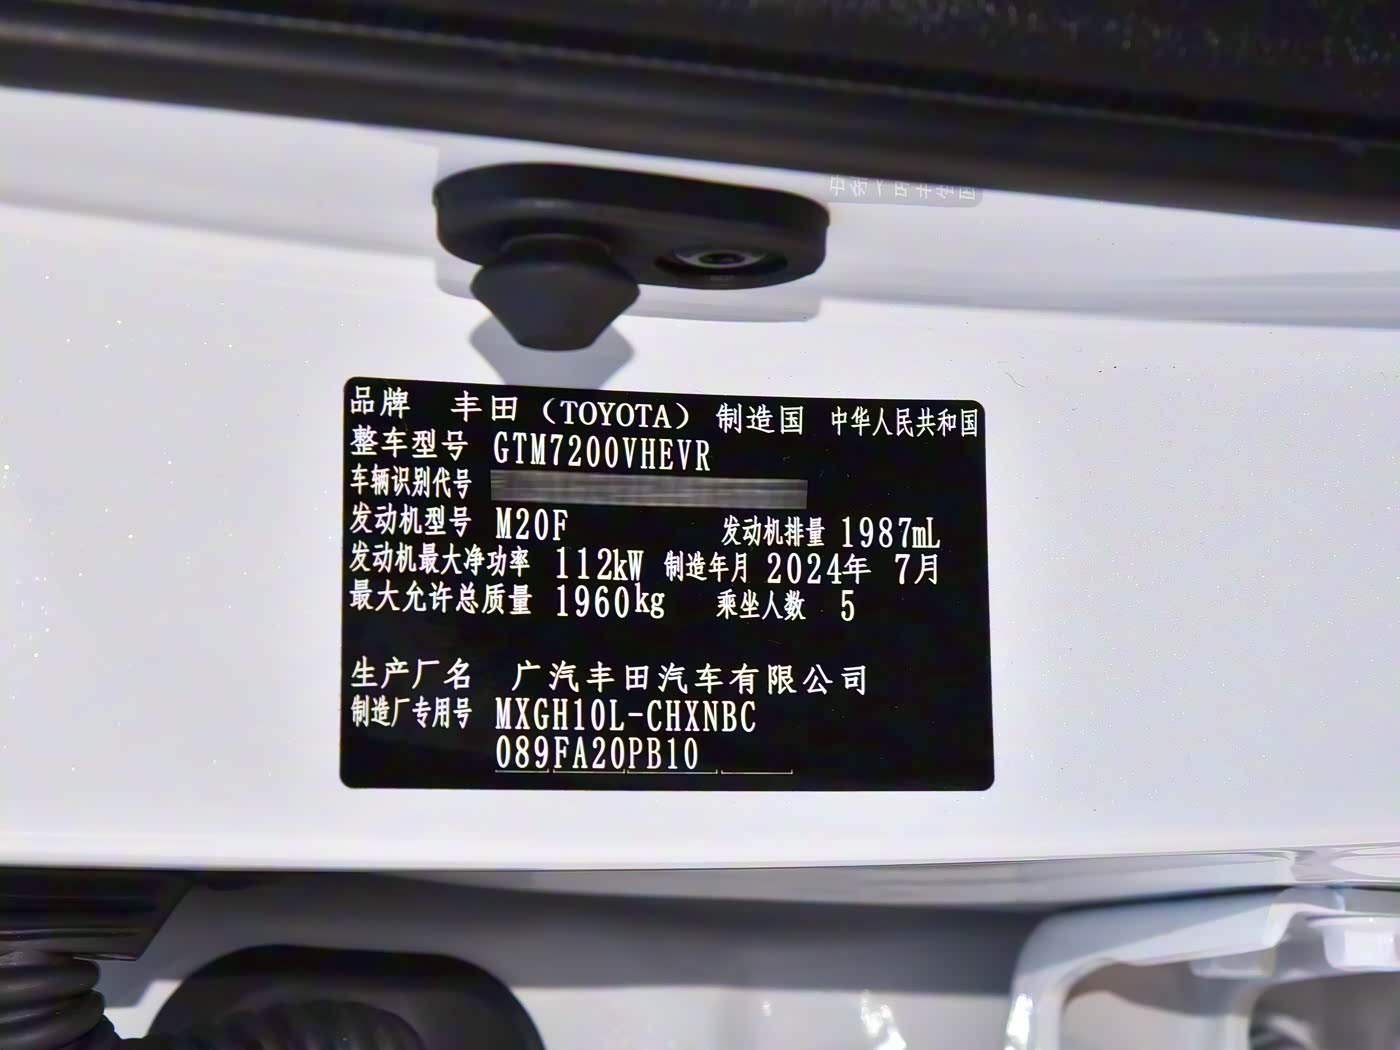 品牌 丰田（TOYOTA） 制造国 中华人民共和国
整车型号 GTM7200VHEVR
车辆识别代号
发动机型号 M20F 发动机排量 1987mL
发动机最大净功率 112kW 制造年月 2024年 7月
最大允许总质量 1960kg 乘坐人数 5
生产厂名 广汽丰田汽车有限公司
制造厂专用号 MXGH10L-CHXNBC
089FA20PB10